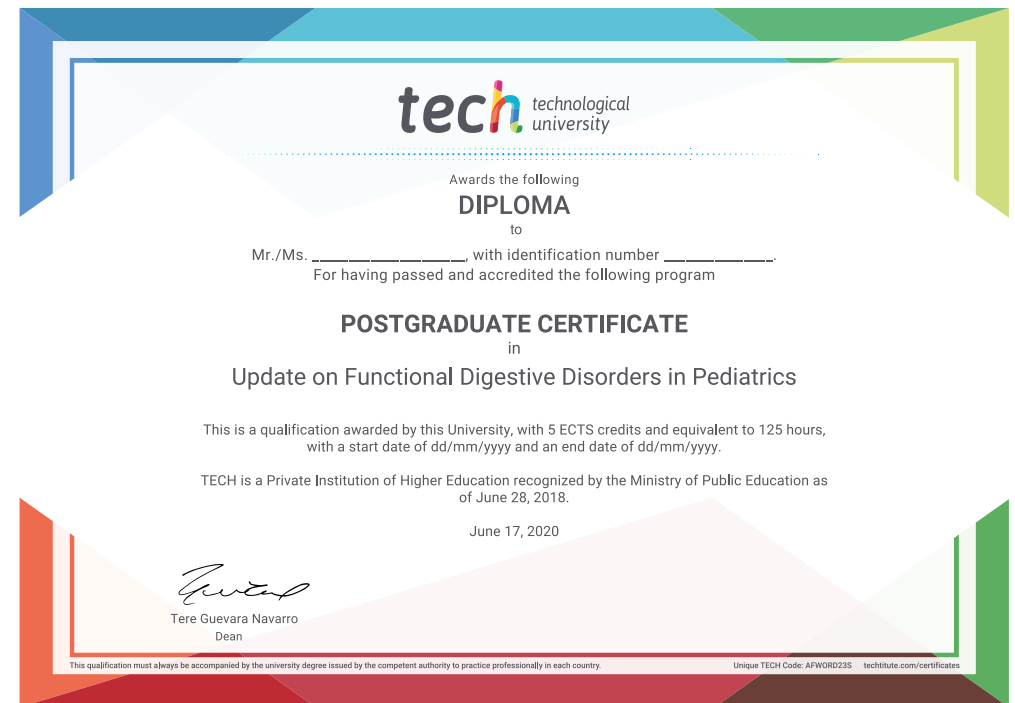 tech technological
university
Awards the following
DIPLOMA
to
Mr./Ms. ____________________, with identification number ______________.
For having passed and accredited the following program
POSTGRADUATE CERTIFICATE
in
Update on Functional Digestive Disorders in Pediatrics
This is a qualification awarded by this University, with 5 ECTS credits and equivalent to 125 hours,
with a start date of dd/mm/yyyy and an end date of dd/mm/yyyy.
TECH is a Private Institution of Higher Education recognized by the Ministry of Public Education as
of June 28, 2018.
June 17, 2020
Tere Guevara Navarro
Dean
This qualification must always be accompanied by the university degree issued by the competent authority to practice professionally in each country. Unique TECH Code: AFWORD23S techtitute.com/certificates